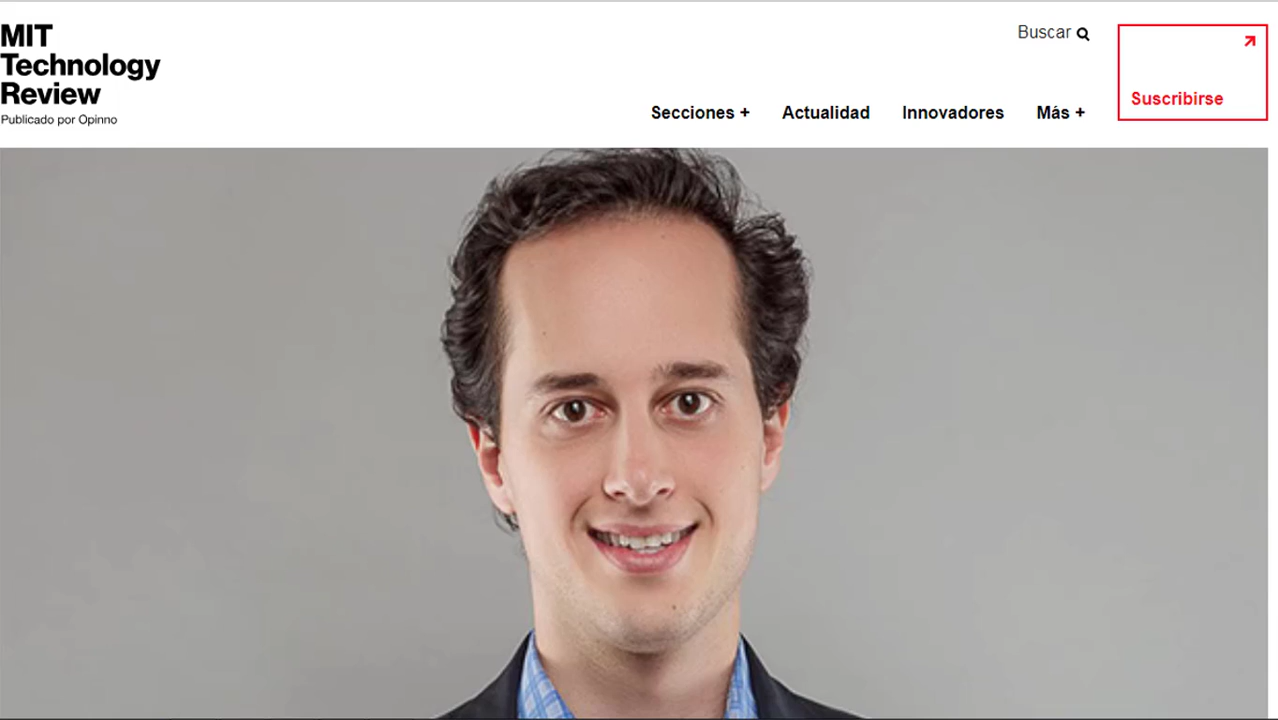 MIT
Technology
Review
Publicado por Opinno
Buscar
Secciones +
Actualidad
Innovadores
Más +
Suscribirse